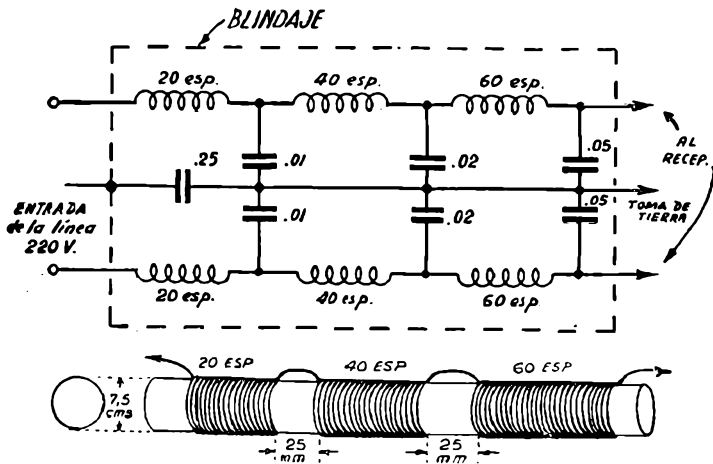 BLINDAJE
20 esp.
40 esp.
60 esp.
.25
.01
.02
.05
AL
RECEP.
ENTRADA
de la línea
220 V.
.01
.02
.05
TOMA DE
TIERRA
20 esp.
40 esp.
60 esp.
20 ESP
40 ESP
60 ESP
7,5
cms
25
mm
25
mm